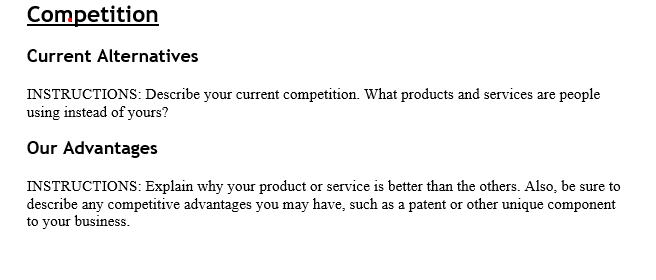 Competition
Current Alternatives
INSTRUCTIONS: Describe your current competition. What products and services are people
using instead of yours?
Our Advantages
INSTRUCTIONS: Explain why your product or service is better than the others. Also, be sure to
describe any competitive advantages you may have, such as a patent or other unique component
to your business.